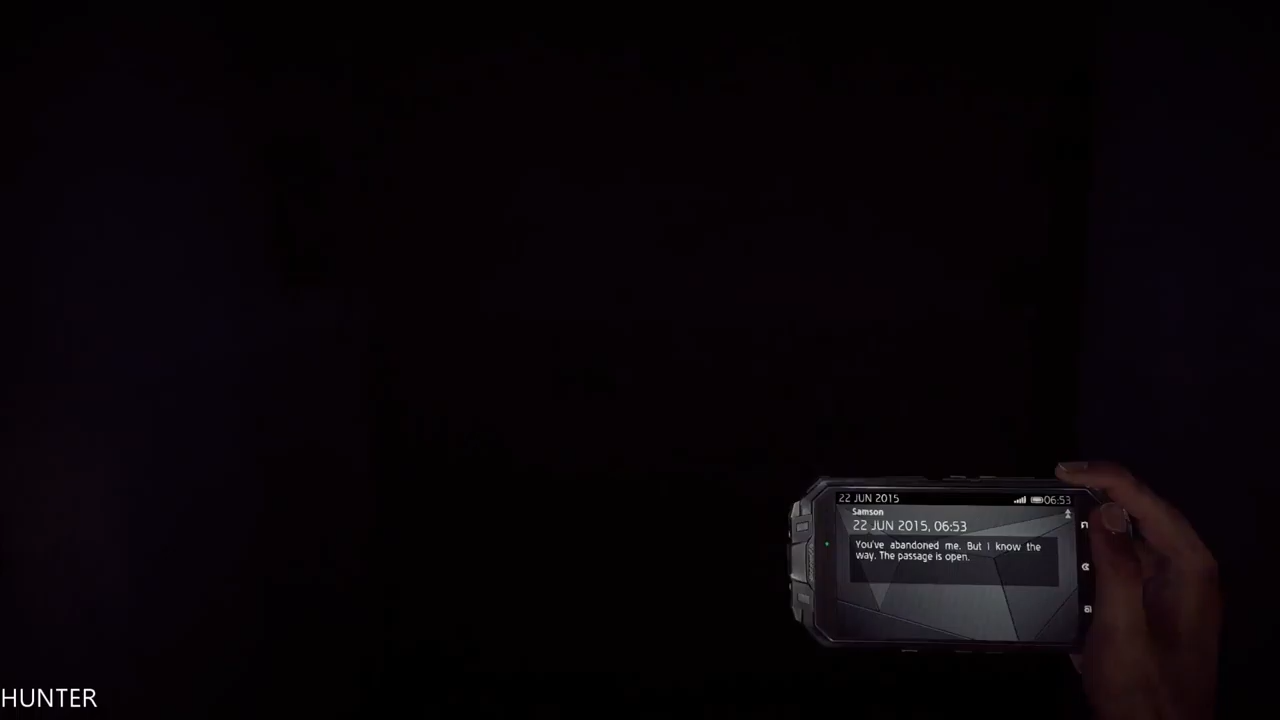 22 JUN 2015 06:53
Samson
22 JUN 2015, 06:53
You've abandoned me. But I know the
way. The passage is open.
HUNTER